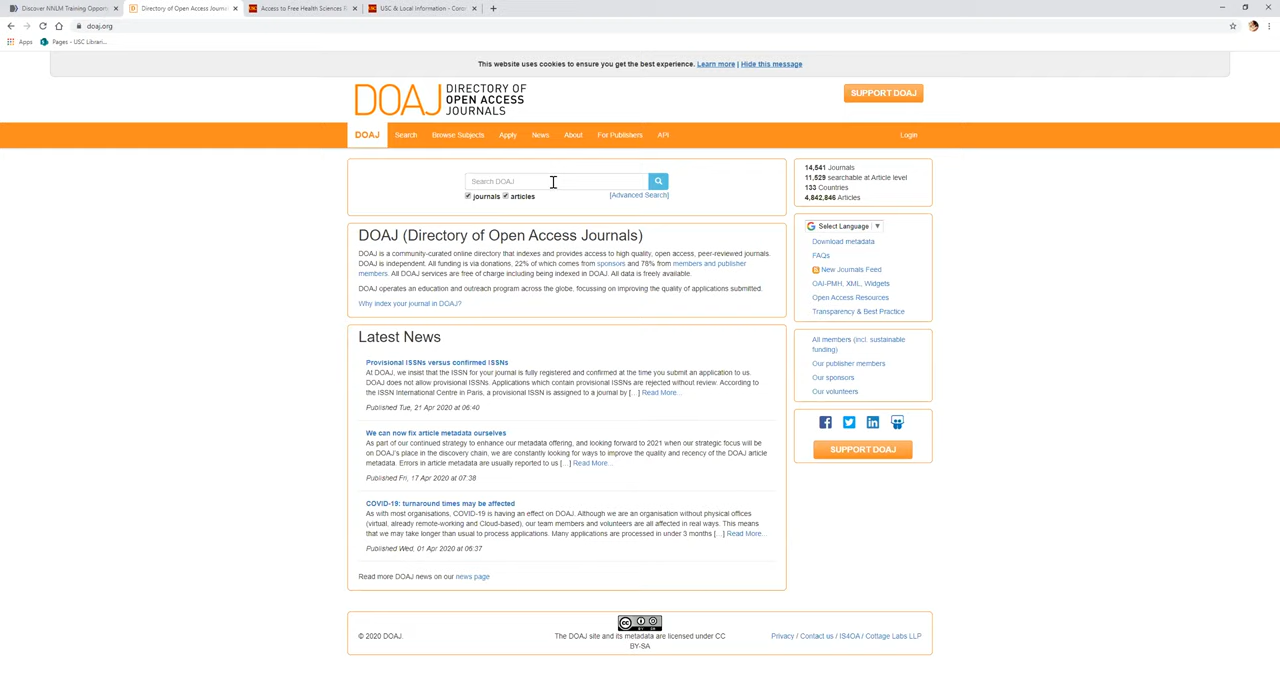 Discover NNLM Training Opport
Directory of Open Access Journals
Access to Free Health Sciences R
USC & Local Information - Coro
doaj.org
Apps
Pages - USC Librari...
This website uses cookies to ensure you get the best experience. Learn more | Hide this message
DOAJ DIRECTORY OF
OPEN ACCESS
JOURNALS
SUPPORT DOAJ
DOAJ Search Browse Subjects Apply News About For Publishers API Login
Search DOAJ
journals articles [Advanced Search]
14,541 Journals
11,529 searchable at Article level
133 Countries
4,842,846 Articles
DOAJ (Directory of Open Access Journals)
DOAJ is a community-curated online directory that indexes and provides access to high quality, open access, peer-reviewed journals.
DOAJ is independent. All funding is via donations, 22% of which comes from sponsors and 78% from members and publisher
members. All DOAJ services are free of charge including being indexed in DOAJ. All data is freely available.
DOAJ operates an education and outreach program across the globe, focussing on improving the quality of applications submitted.
Why index your journal in DOAJ?
Select Language ▼
Download metadata
FAQs
New Journals Feed
OAI-PMH, XML, Widgets
Open Access Resources
Transparency & Best Practice
Latest News
Provisional ISSNs versus confirmed ISSNs
At DOAJ, we insist that the ISSN for your journal is fully registered and confirmed at the time you submit an application to us.
DOAJ does not allow provisional ISSNs. Applications which contain provisional ISSNs are rejected without review. According to
the ISSN International Centre in Paris, a provisional ISSN is assigned to a journal by [...] Read More...
Published Tue, 21 Apr 2020 at 06:40
We can now fix article metadata ourselves
As part of our continued strategy to enhance our metadata offering, and looking forward to 2021 when our strategic focus will be
on DOAJ's place in the discovery chain, we are constantly looking for ways to improve the quality and recency of the DOAJ article
metadata. Errors in article metadata are usually reported to us [...] Read More...
Published Fri, 17 Apr 2020 at 07:38
COVID-19: turnaround times may be affected
As with most organisations, COVID-19 is having an effect on DOAJ. Although we are an organisation without physical offices
(virtual, already remote-working and Cloud-based), our team members and volunteers are all affected in real ways. This means
that we may take longer than usual to process applications. Many applications are processed in under 3 months [...] Read More...
Published Wed, 01 Apr 2020 at 06:37
Read more DOAJ news on our news page
All members (incl. sustainable
funding)
Our publisher members
Our sponsors
Our volunteers
SUPPORT DOAJ
© 2020 DOAJ.
cc BY SA
The DOAJ site and its metadata are licensed under CC
BY-SA
Privacy / Contact us / IS4OA / Cottage Labs LLP